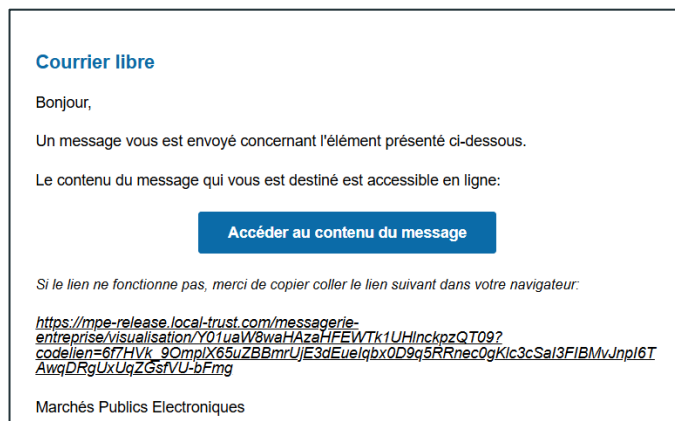 Courrier libre
Bonjour,
Un message vous est envoyé concernant l'élément présenté ci-dessous.
Le contenu du message qui vous est destiné est accessible en ligne:
Accéder au contenu du message
Si le lien ne fonctionne pas, merci de copier coller le lien suivant dans votre navigateur:
https://mpe-release.local-trust.com/messagerie-
entreprise/visualisation/Y01uaW8waHAzaHFEWTk1UHlnckpzQT09?
codelien=6f7HVk_9OmplX65uZBBmrUjE3dEueIqbx0D9q5RRnec0gKlc3cSaI3FIBMvJnpI6T
AwqDRgUxUqZGsfVU-bFmg
Marchés Publics Electroniques